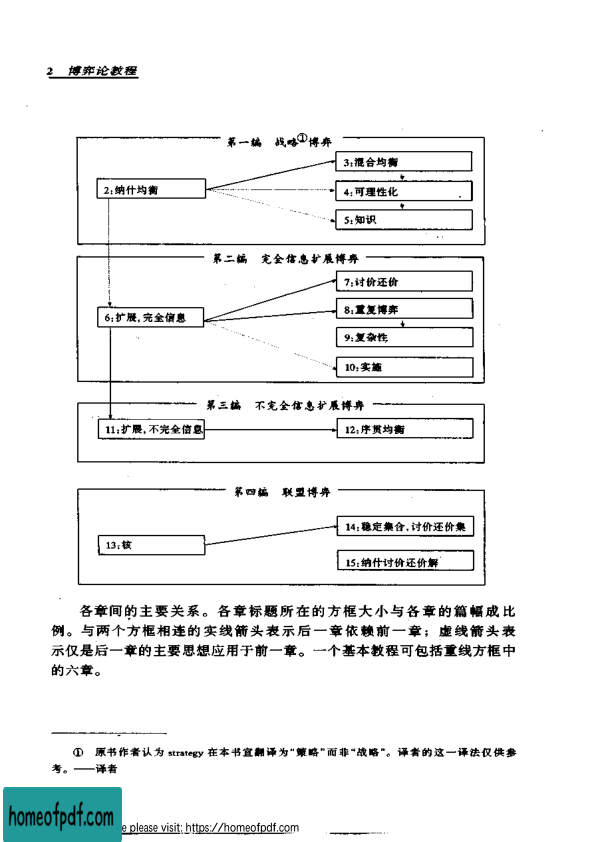 2 博弈论教程
第一编 战略①博弈
3:混合均衡
2:纳什均衡
4:可理性化
5:知识
第二编 完全信息扩展博弈
7:讨价还价
8:重复博弈
6:扩展,完全信息
9:复杂性
10:实施
第三编 不完全信息扩展博弈
11:扩展,不完全信息
12:序贯均衡
第四编 联盟博弈
14:稳定集合,讨价还价集
13:核
15:纳什讨价还价解
各章间的主要关系。各章标题所在的方框大小与各章的篇幅成比
例。与两个方框相连的实线箭头表示后一章依赖前一章;虚线箭头表
示仅是后一章的主要思想应用于前一章。一个基本教程可包括重线方框中
的六章。
① 原书作者认为 strategy 在本书宜翻译为“策略”而非“战略”。译者的这一译法仅供参
考。——译者
homeofpdf.com
e please visit: https://homeofpdf.com